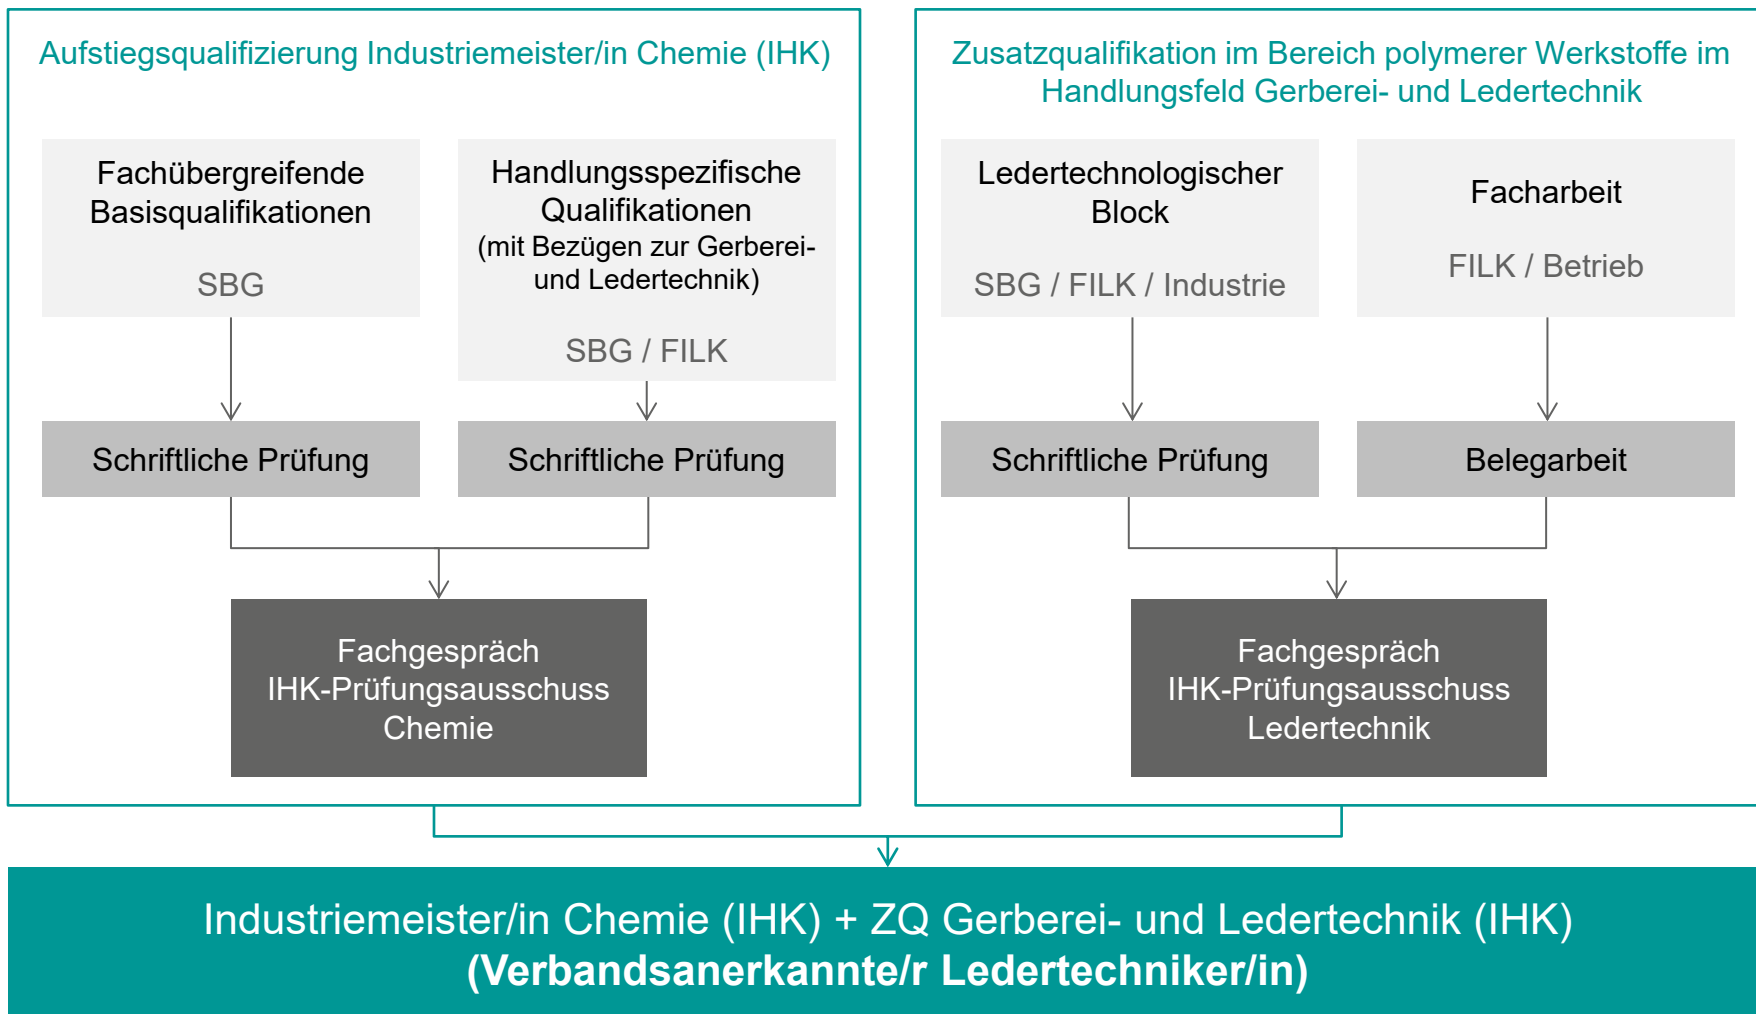 Aufstiegsqualifizierung Industriemeister/in Chemie (IHK)
Fachübergreifende
Basisqualifikationen
SBG
Handlungsspezifische
Qualifikationen
(mit Bezügen zur Gerberei-
und Ledertechnik)
SBG / FILK
Schriftliche Prüfung
Schriftliche Prüfung
Fachgespräch
IHK-Prüfungsausschuss
Chemie
Zusatzqualifikation im Bereich polymerer Werkstoffe im
Handlungsfeld Gerberei- und Ledertechnik
Ledertechnologischer
Block
SBG / FILK / Industrie
Facharbeit
FILK / Betrieb
Schriftliche Prüfung
Belegarbeit
Fachgespräch
IHK-Prüfungsausschuss
Ledertechnik
Industriemeister/in Chemie (IHK) + ZQ Gerberei- und Ledertechnik (IHK)
(Verbandsanerkannte/r Ledertechniker/in)